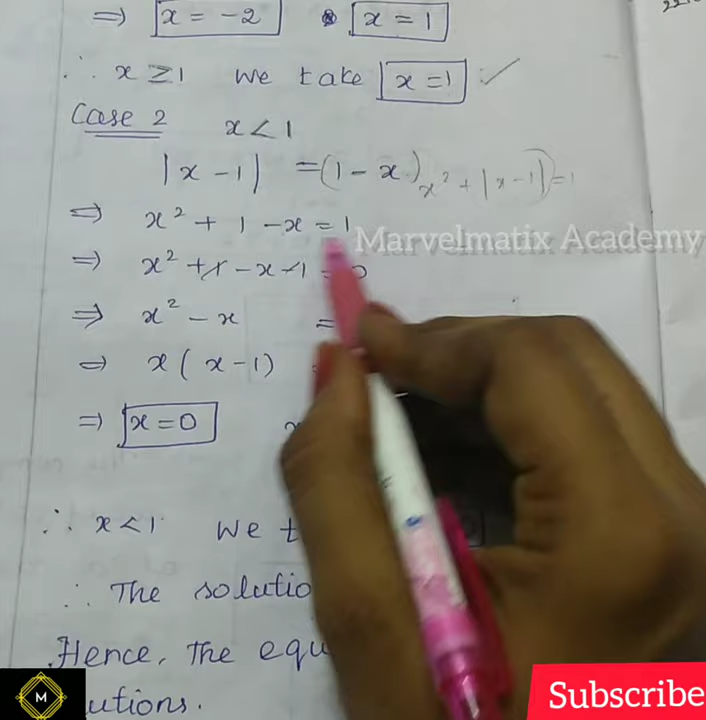 ⇒ x = -2 x = 1
∴ x ≥ 1 we take x = 1 ✓
Case 2 x < 1
|x - 1| = (1 - x) x² + |x - 1| = 1
⇒ x² + 1 - x = 1
Marvelmatix Academy
⇒ x² + 1 - x - 1 = 0
⇒ x² - x =
⇒ x(x - 1)
⇒ x = 0
∴ x < 1 we t
∴ The solutio
Hence, The equ
utions.
M
Subscribe